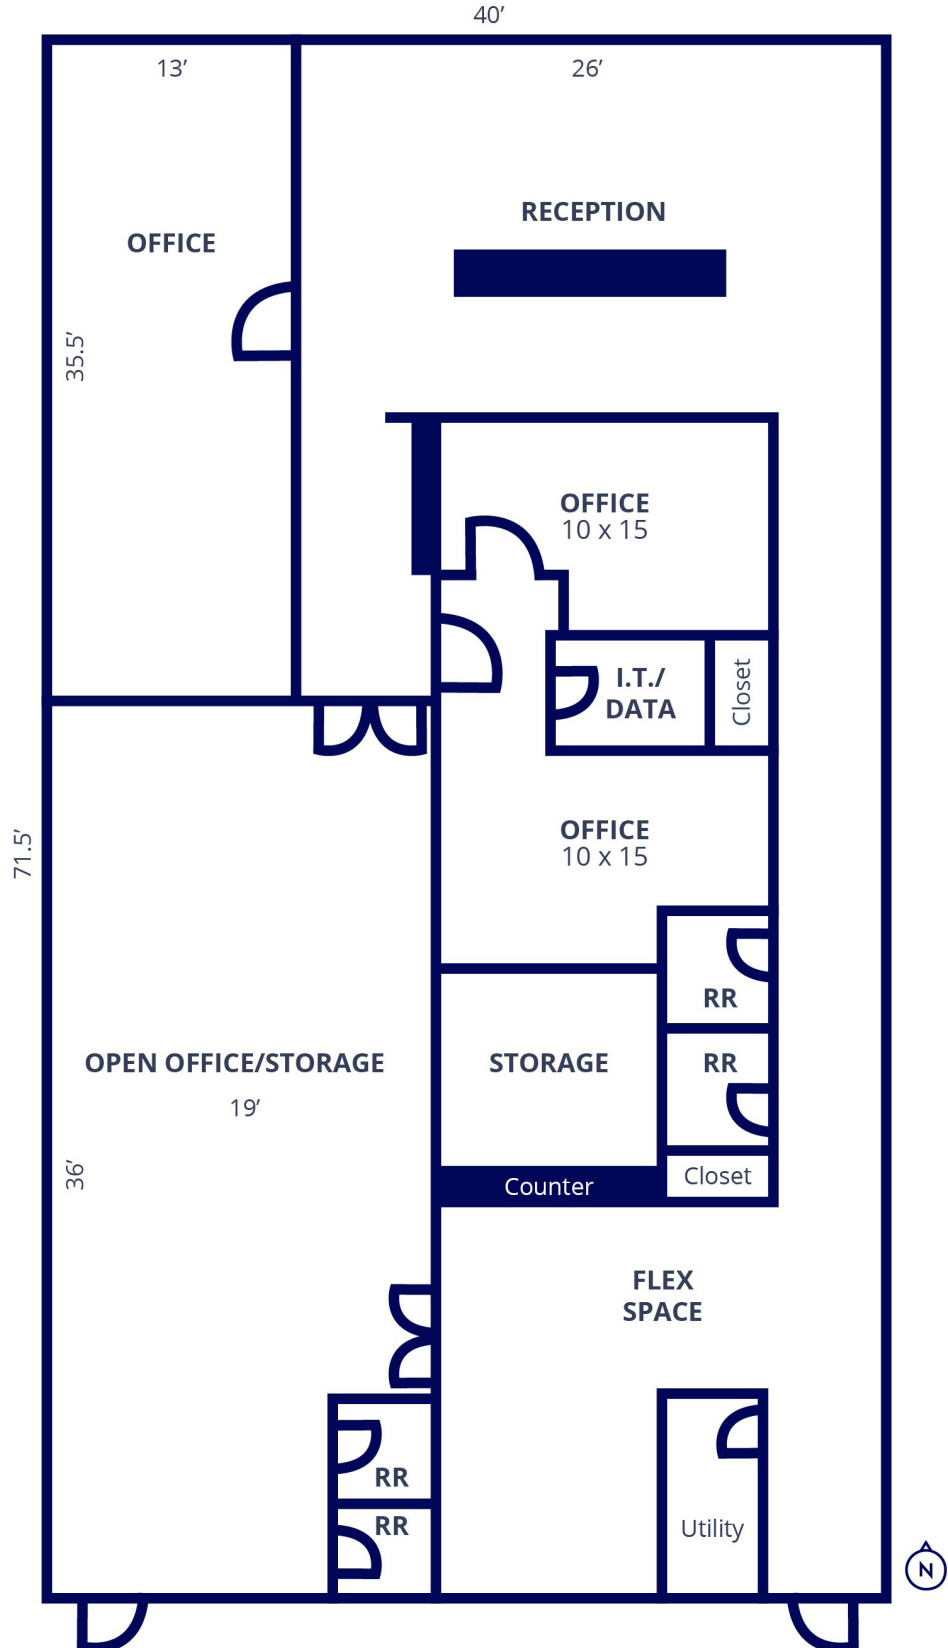 40’
13’
26’
RECEPTION
OFFICE
35.5’
OFFICE
10 x 15
I.T./
DATA
Closet
OFFICE
10 x 15
71.5’
RR
OPEN OFFICE/STORAGE
19’
STORAGE
RR
36’
Counter
Closet
FLEX
SPACE
RR
RR
Utility
N